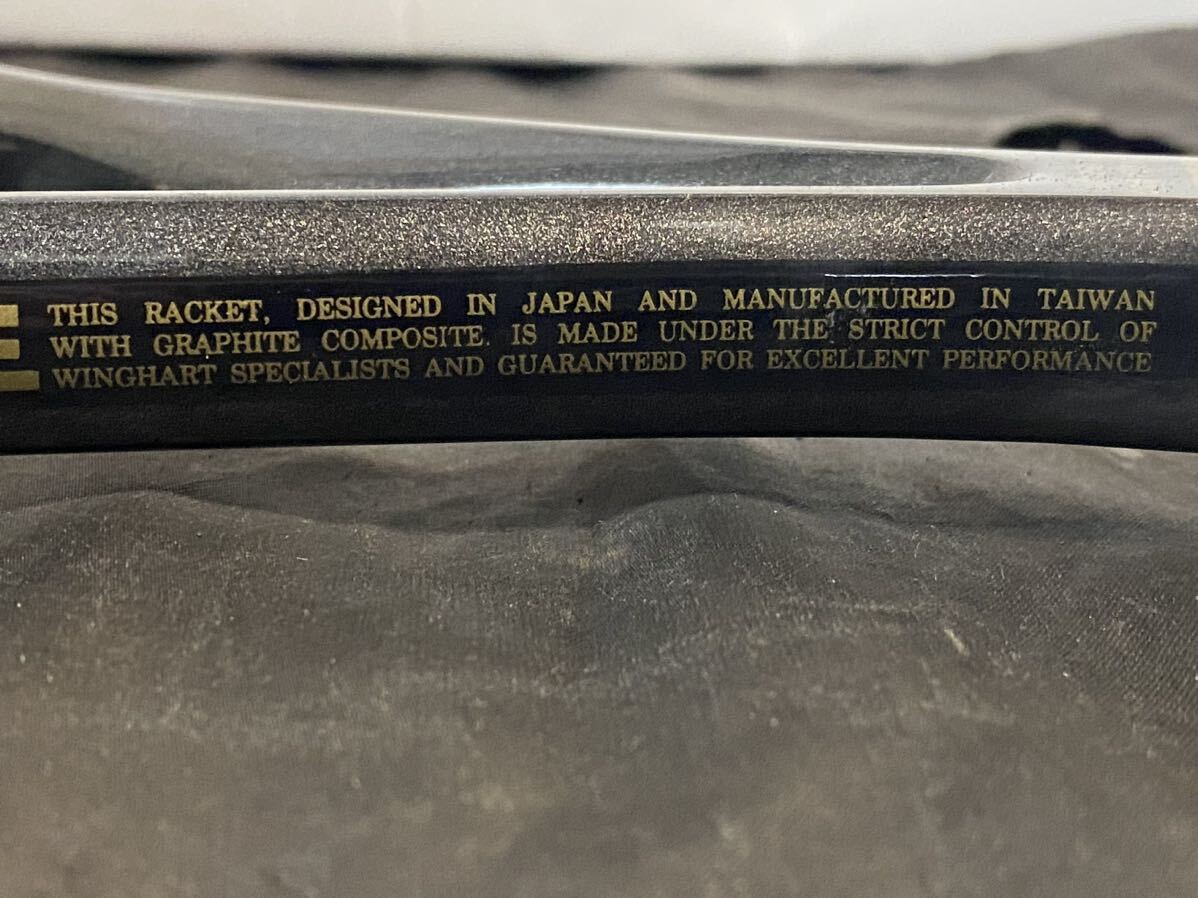 THIS RACKET, DESIGNED IN JAPAN AND MANUFACTURED IN TAIWAN
WITH GRAPHITE COMPOSITE. IS MADE UNDER THE STRICT CONTROL OF
WINGHART SPECIALISTS AND GUARANTEED FOR EXCELLENT PERFORMANCE